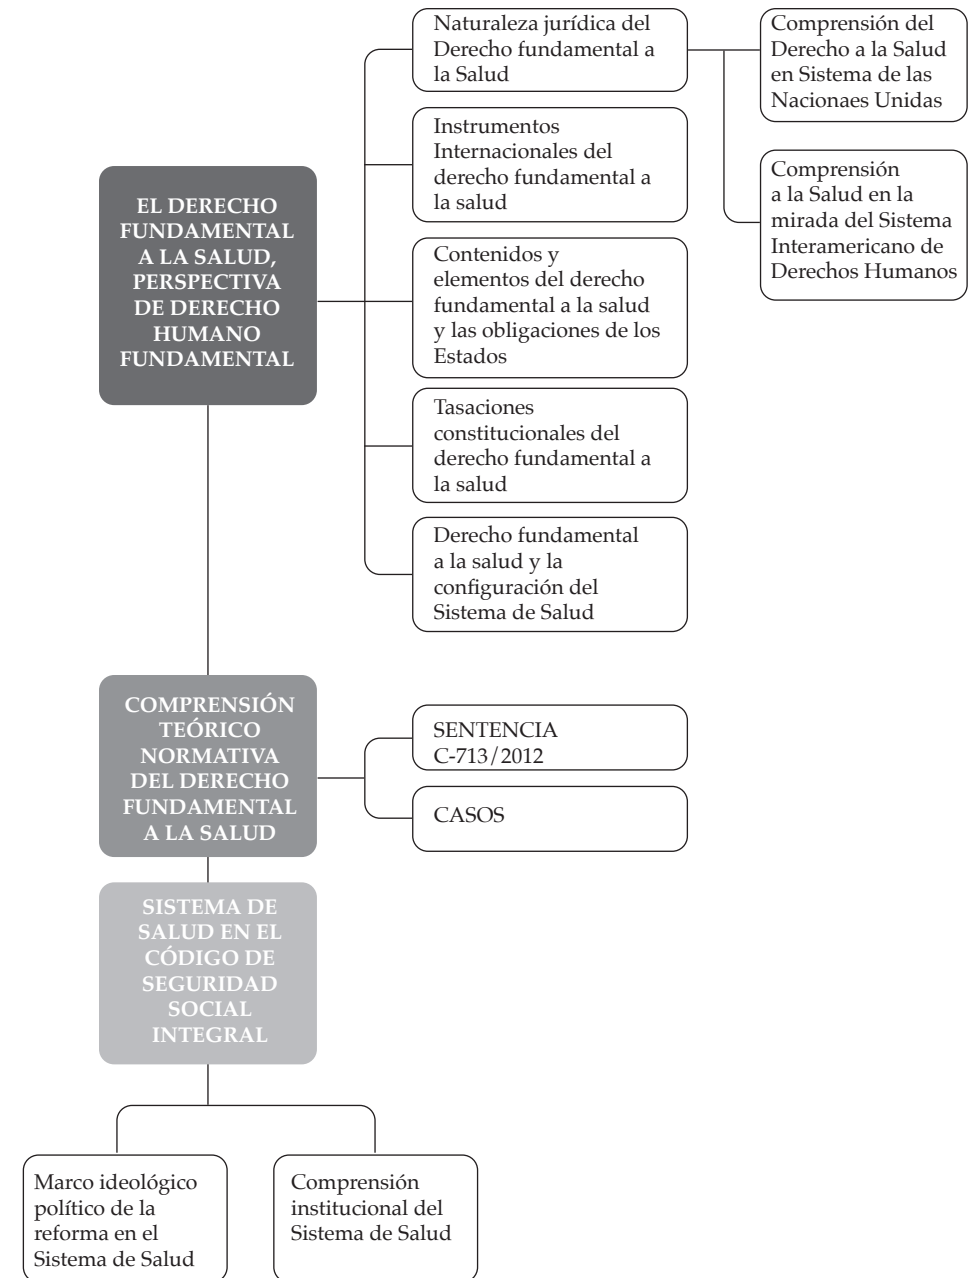 EL DERECHO
FUNDAMENTAL
A LA SALUD,
PERSPECTIVA
DE DERECHO
HUMANO
FUNDAMENTAL
Naturaleza jurídica del
Derecho fundamental a
la Salud
Comprensión del
Derecho a la Salud
en Sistema de las
Nacionaes Unidas
Comprensión
a la Salud en la
mirada del Sistema
Interamericano de
Derechos Humanos
Instrumentos
Internacionales del
derecho fundamental a
la salud
Contenidos y
elementos del derecho
fundamental a la salud
y las obligaciones de los
Estados
Tasaciones
constitucionales del
derecho fundamental a
la salud
Derecho fundamental
a la salud y la
configuración del
Sistema de Salud
COMPRENSIÓN
TEÓRICO
NORMATIVA
DEL DERECHO
FUNDAMENTAL
A LA SALUD
SENTENCIA
C-713/2012
CASOS
SISTEMA DE
SALUD EN EL
CÓDIGO DE
SEGURIDAD
SOCIAL
INTEGRAL
Marco ideológico
político de la
reforma en el
Sistema de Salud
Comprensión
institucional del
Sistema de Salud